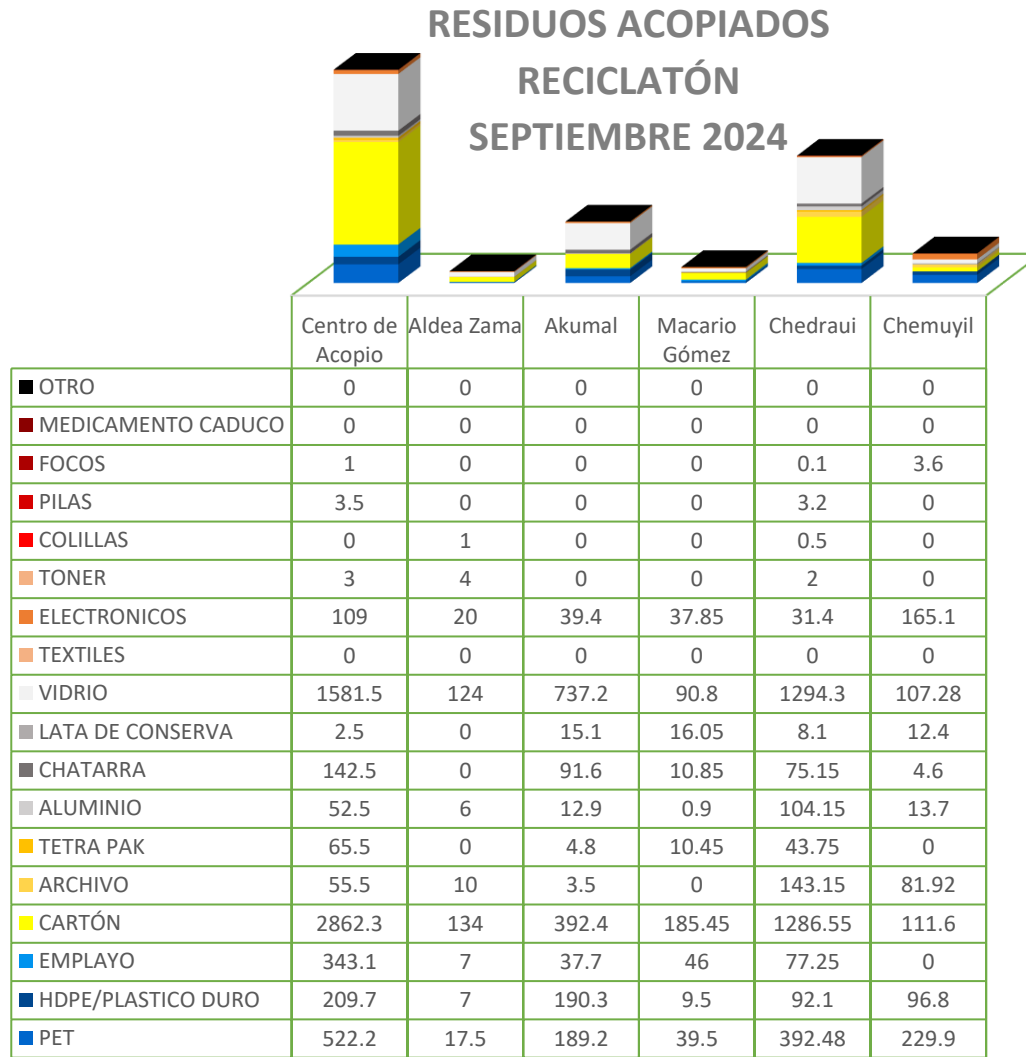 RESIDUOS ACOPIADOS
RECICLATÓN
SEPTIEMBRE 2024
Centro de Acopio Aldea Zama Akumal Macario Gómez Chedraui Chemuyil
OTRO 0 0 0 0 0 0
MEDICAMENTO CADUCO 0 0 0 0 0 0
FOCOS 1 0 0 0 0.1 3.6
PILAS 3.5 0 0 0 3.2 0
COLILLAS 0 1 0 0 0.5 0
TONER 3 4 0 0 2 0
ELECTRONICOS 109 20 39.4 37.85 31.4 165.1
TEXTILES 0 0 0 0 0 0
VIDRIO 1581.5 124 737.2 90.8 1294.3 107.28
LATA DE CONSERVA 2.5 0 15.1 16.05 8.1 12.4
CHATARRA 142.5 0 91.6 10.85 75.15 4.6
ALUMINIO 52.5 6 12.9 0.9 104.15 13.7
TETRA PAK 65.5 0 4.8 10.45 43.75 0
ARCHIVO 55.5 10 3.5 0 143.15 81.92
CARTÓN 2862.3 134 392.4 185.45 1286.55 111.6
EMPLAYO 343.1 7 37.7 46 77.25 0
HDPE/PLASTICO DURO 209.7 7 190.3 9.5 92.1 96.8
PET 522.2 17.5 189.2 39.5 392.48 229.9